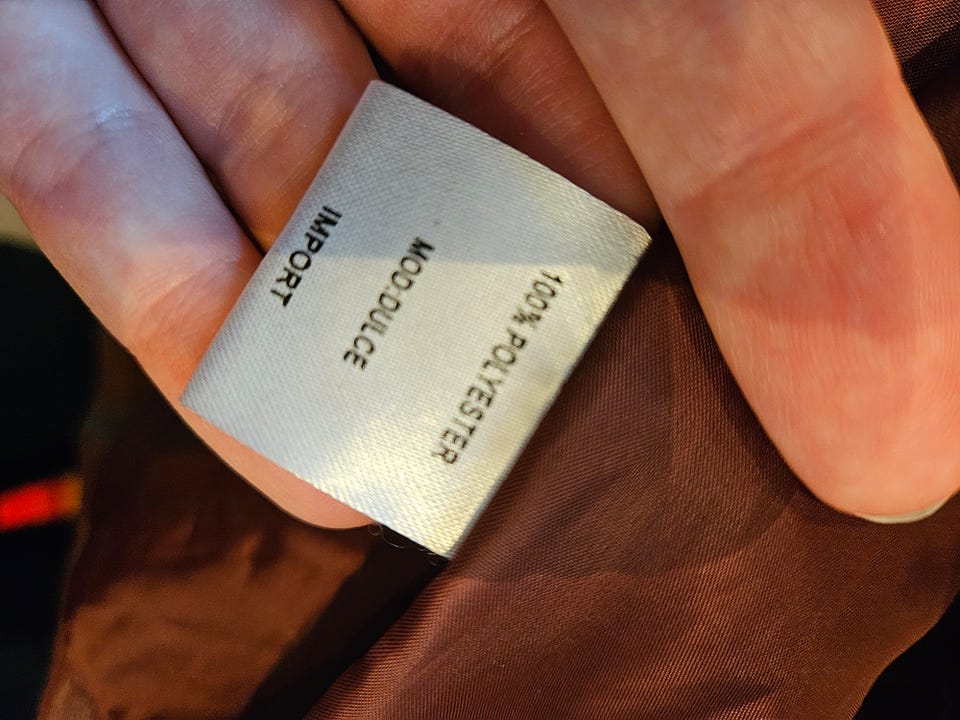 100% POLYESTER
MOD.DULCE
IMPORT